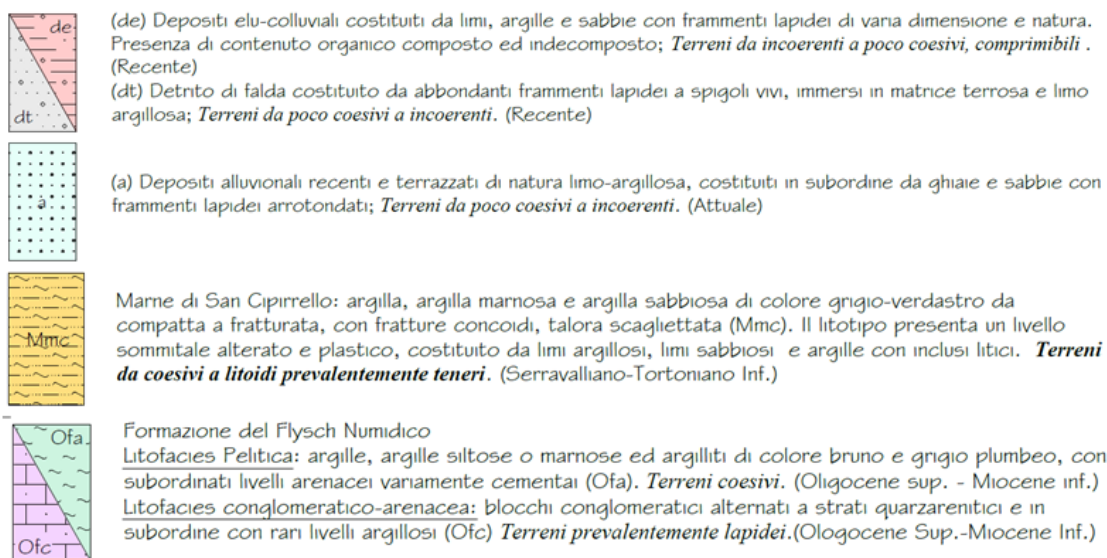 de
(de) Depositi elu-colluviali costituiti da limi, argille e sabbie con frammenti lapidei di varia dimensione e natura.
Presenza di contenuto organico composto ed indecomposto; Terreni da incoerenti a poco coesivi, comprimibili .
(Recente)
(dt) Detrito di falda costituito da abbondanti frammenti lapidei a spigoli vivi, immersi in matrice terrosa e limo
dt
argillosa; Terreni da poco coesivi a incoerenti. (Recente)
(a) Depositi alluvionali recenti e terrazzati di natura limo-argillosa, costituiti in subordine da ghiaie e sabbie con
a
frammenti lapidei arrotondati; Terreni da poco coesivi a incoerenti. (Attuale)
Marne di San Cipirrello: argilla, argilla marnosa e argilla sabbiosa di colore grigio-verdastro da
compatta a fratturata, con fratture concoidi, talora scagliettata (Mmc). Il litotipo presenta un livello
Mmc
sommitale alterato e plastico, costituito da limi argillosi, limi sabbiosi e argille con inclusi litici. Terreni
da coesivi a litoidi prevalentemente teneri. (Serravalliano-Tortoniano Inf.)
Ofa
Formazione del Flysch Numidico
Litofacies Pelitica: argille, argille siltose o marnose ed argilliti di colore bruno e grigio plumbeo, con
subordinati livelli arenacei variamente cementai (Ofa). Terreni coesivi. (Oligocene sup. - Miocene inf.)
Litofacies conglomeratico-arenacea: blocchi conglomeratici alternati a strati quarzarenitici e in
subordine con rari livelli argillosi (Ofc) Terreni prevalentemente lapidei.(Ologocene Sup.-Miocene Inf.)
Ofc